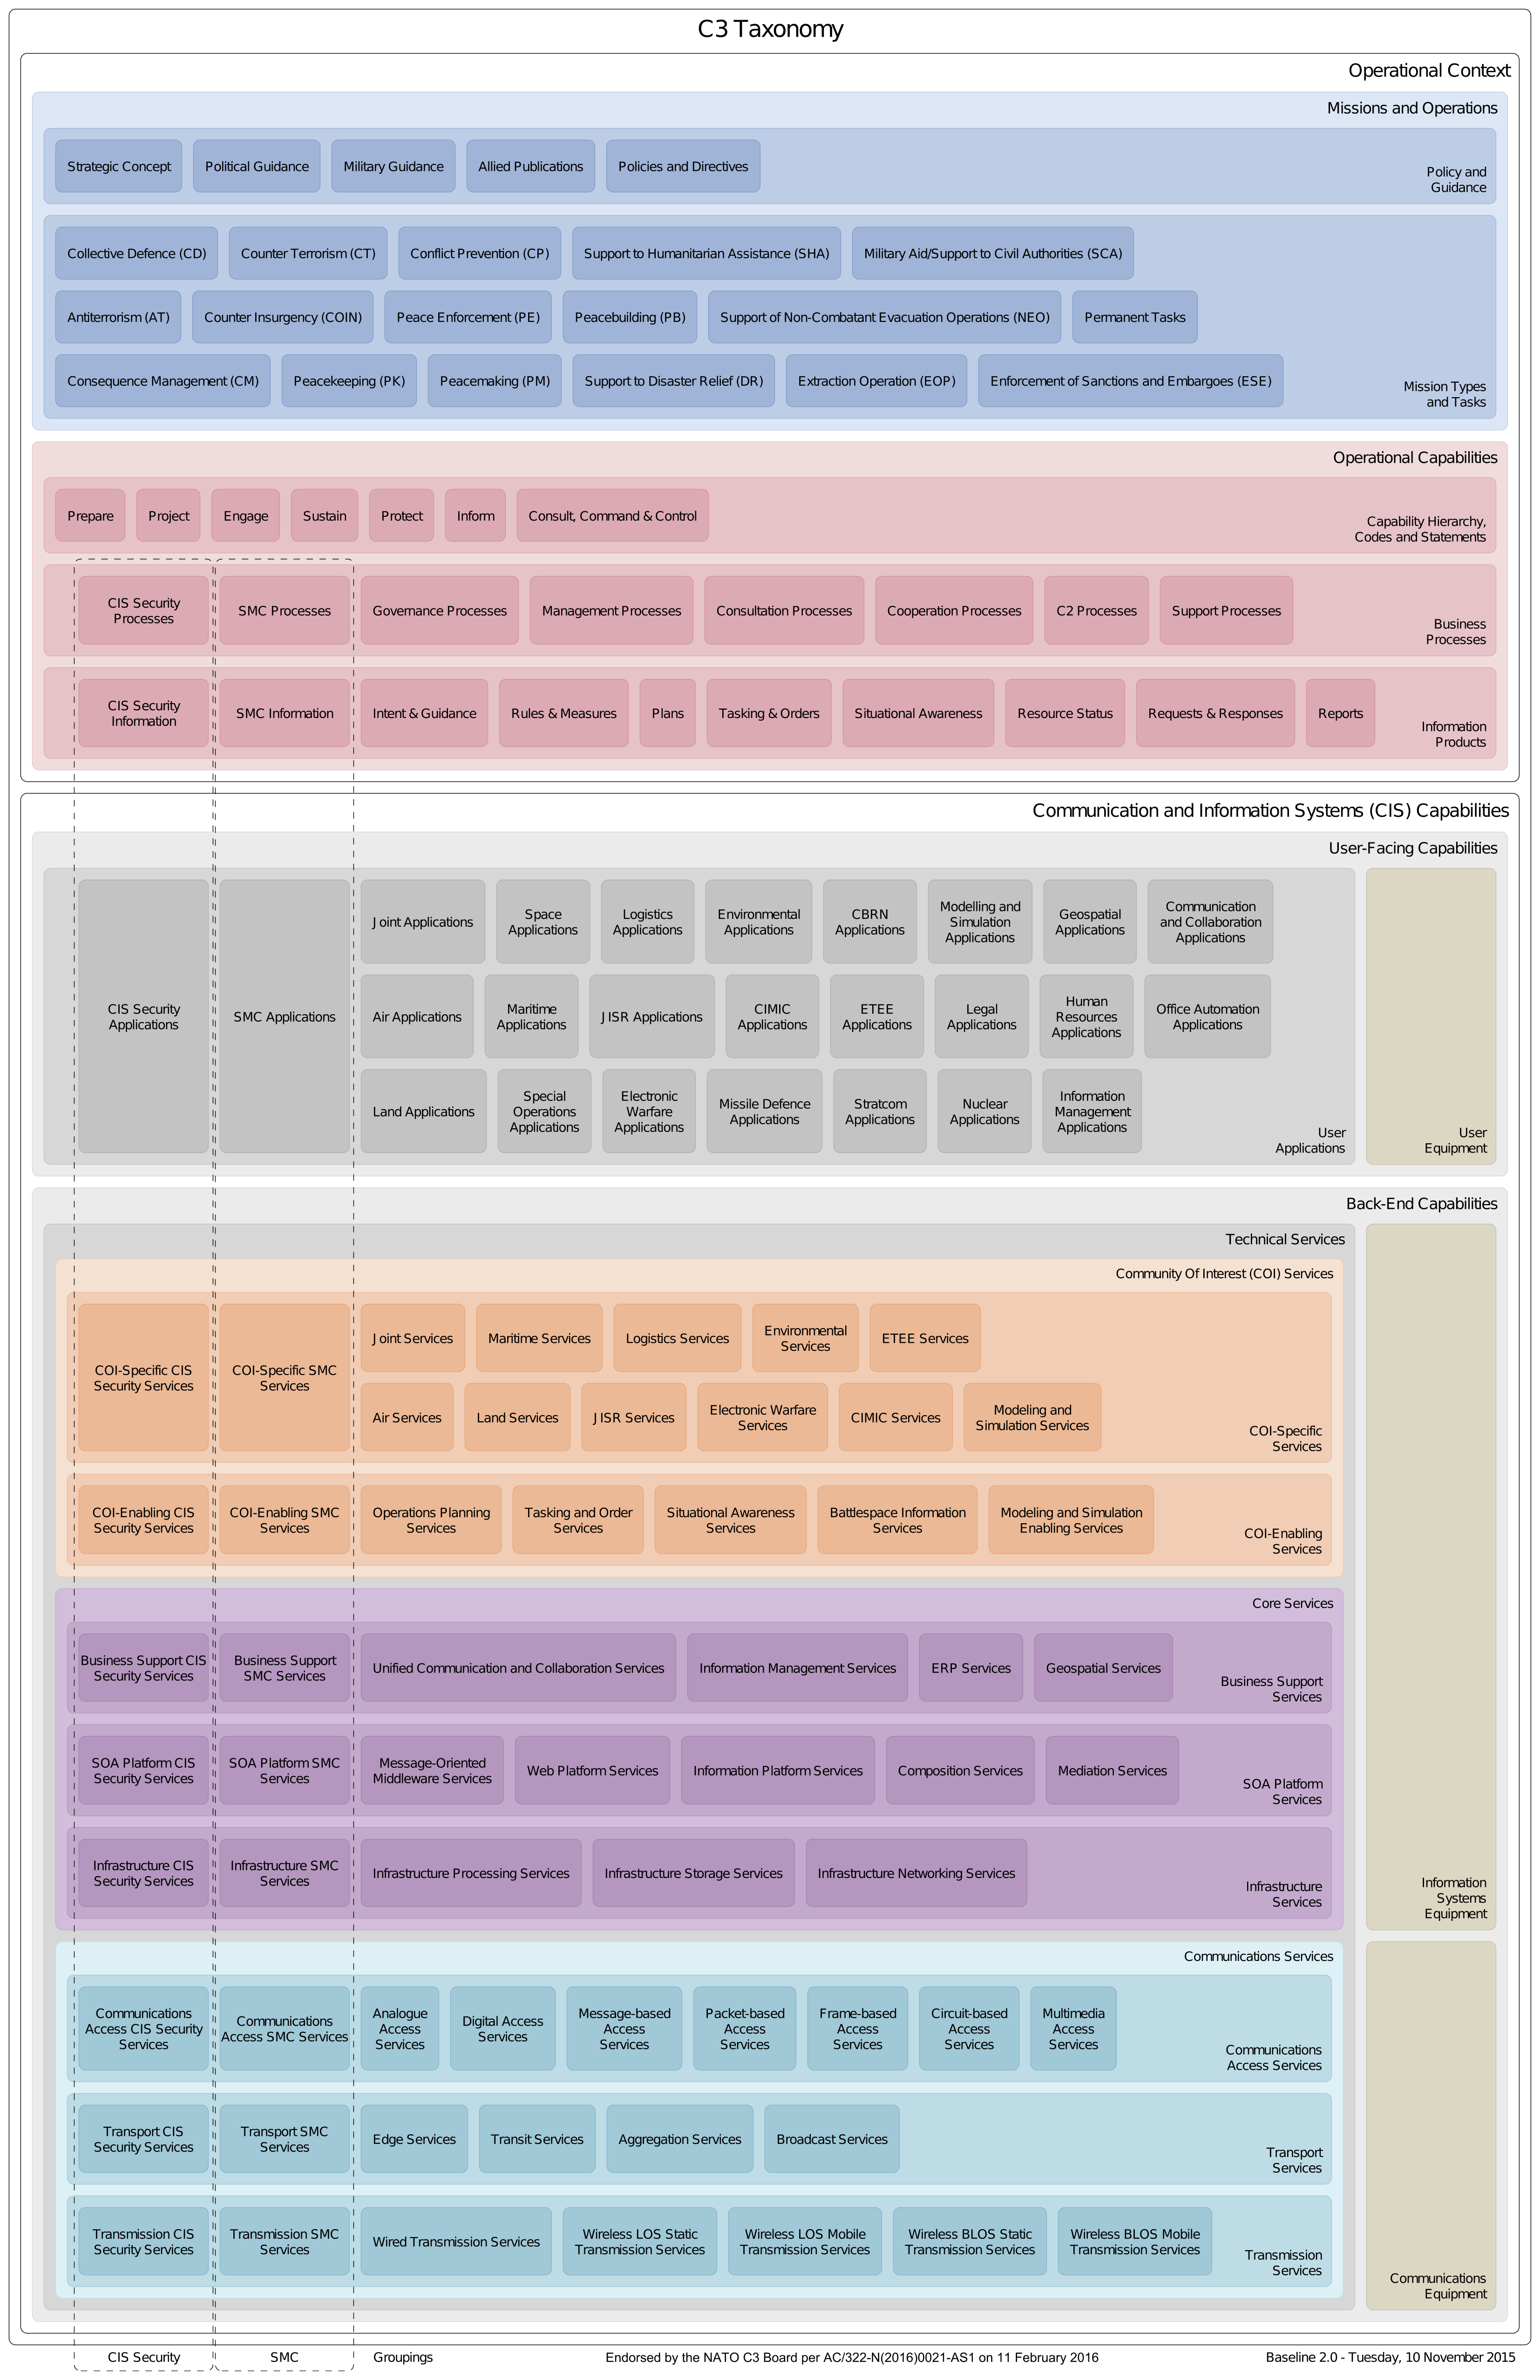 C3 Taxonomy
Operational Context
Missions and Operations
Strategic Concept
Political Guidance
Military Guidance
Allied Publications
Policies and Directives
Policy and
Guidance
Collective Defence (CD)
Counter Terrorism (CT)
Conflict Prevention (CP)
Support to Humanitarian Assistance (SHA)
Military Aid/Support to Civil Authorities (SCA)
Antiterrorism (AT)
Counter Insurgency (COIN)
Peace Enforcement (PE)
Peacebuilding (PB)
Support of Non-Combatant Evacuation Operations (NEO)
Permanent Tasks
Consequence Management (CM)
Peacekeeping (PK)
Peacemaking (PM)
Support to Disaster Relief (DR)
Extraction Operation (EOP)
Enforcement of Sanctions and Embargoes (ESE)
Mission Types
and Tasks
Operational Capabilities
Prepare
Project
Engage
Sustain
Protect
Inform
Consult, Command & Control
Capability Hierarchy,
Codes and Statements
CIS Security
Processes
SMC Processes
Governance Processes
Management Processes
Consultation Processes
Cooperation Processes
C2 Processes
Support Processes
Business
Processes
CIS Security
Information
SMC Information
Intent & Guidance
Rules & Measures
Plans
Tasking & Orders
Situational Awareness
Resource Status
Requests & Responses
Reports
Information
Products
Communication and Information Systems (CIS) Capabilities
User-Facing Capabilities
CIS Security
Applications
SMC Applications
Joint Applications
Space
Applications
Logistics
Applications
Environmental
Applications
CBRN
Applications
Modelling and
Simulation
Applications
Geospatial
Applications
Communication
and Collaboration
Applications
Air Applications
Maritime
Applications
JISR Applications
CIMIC
Applications
ETEE
Applications
Legal
Applications
Human
Resources
Applications
Office Automation
Applications
Land Applications
Special
Operations
Applications
Electronic
Warfare
Applications
Missile Defence
Applications
Stratcom
Applications
Nuclear
Applications
Information
Management
Applications
User
Applications
User
Equipment
Back-End Capabilities
Technical Services
Community Of Interest (COI) Services
COI-Specific CIS
Security Services
COI-Specific SMC
Services
Joint Services
Maritime Services
Logistics Services
Environmental
Services
ETEE Services
Air Services
Land Services
JISR Services
Electronic Warfare
Services
CIMIC Services
Modeling and
Simulation Services
COI-Specific
Services
COI-Enabling CIS
Security Services
COI-Enabling SMC
Services
Operations Planning
Services
Tasking and Order
Services
Situational Awareness
Services
Battlespace Information
Services
Modeling and Simulation
Enabling Services
COI-Enabling
Services
Core Services
Business Support CIS
Security Services
Business Support
SMC Services
Unified Communication and Collaboration Services
Information Management Services
ERP Services
Geospatial Services
Business Support
Services
SOA Platform CIS
Security Services
SOA Platform SMC
Services
Message-Oriented
Middleware Services
Web Platform Services
Information Platform Services
Composition Services
Mediation Services
SOA Platform
Services
Infrastructure CIS
Security Services
Infrastructure SMC
Services
Infrastructure Processing Services
Infrastructure Storage Services
Infrastructure Networking Services
Infrastructure
Services
Information
Systems
Equipment
Communications Services
Communications
Access CIS Security
Services
Communications
Access SMC Services
Analogue
Access
Services
Digital Access
Services
Message-based
Access
Services
Packet-based
Access
Services
Frame-based
Access
Services
Circuit-based
Access
Services
Multimedia
Access
Services
Communications
Access Services
Transport CIS
Security Services
Transport SMC
Services
Edge Services
Transit Services
Aggregation Services
Broadcast Services
Transport
Services
Transmission CIS
Security Services
Transmission SMC
Services
Wired Transmission Services
Wireless LOS Static
Transmission Services
Wireless LOS Mobile
Transmission Services
Wireless BLOS Static
Transmission Services
Wireless BLOS Mobile
Transmission Services
Transmission
Services
Communications
Equipment
CIS Security
SMC
Groupings
Endorsed by the NATO C3 Board per AC/322-N(2016)0021-AS1 on 11 February 2016
Baseline 2.0 - Tuesday, 10 November 2015